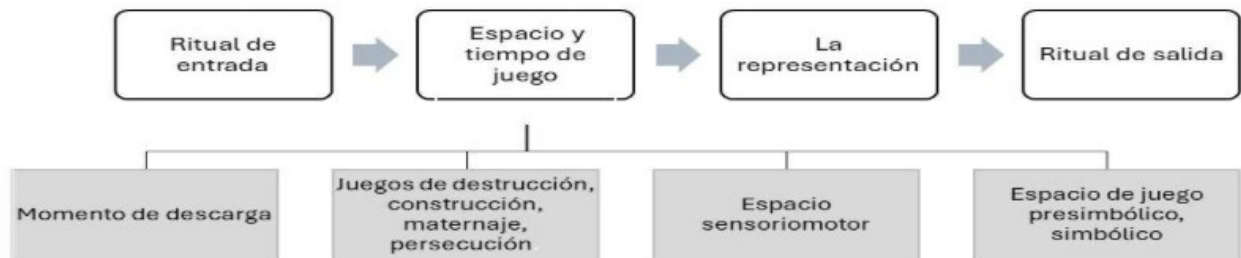 Ritual de
entrada
Espacio y
tiempo de
juego
La
representación
Ritual de salida
Momento de descarga
Juegos de destrucción,
construcción,
maternaje,
persecución.
Espacio
sensoriomotor
Espacio de juego
presimbólico,
simbólico